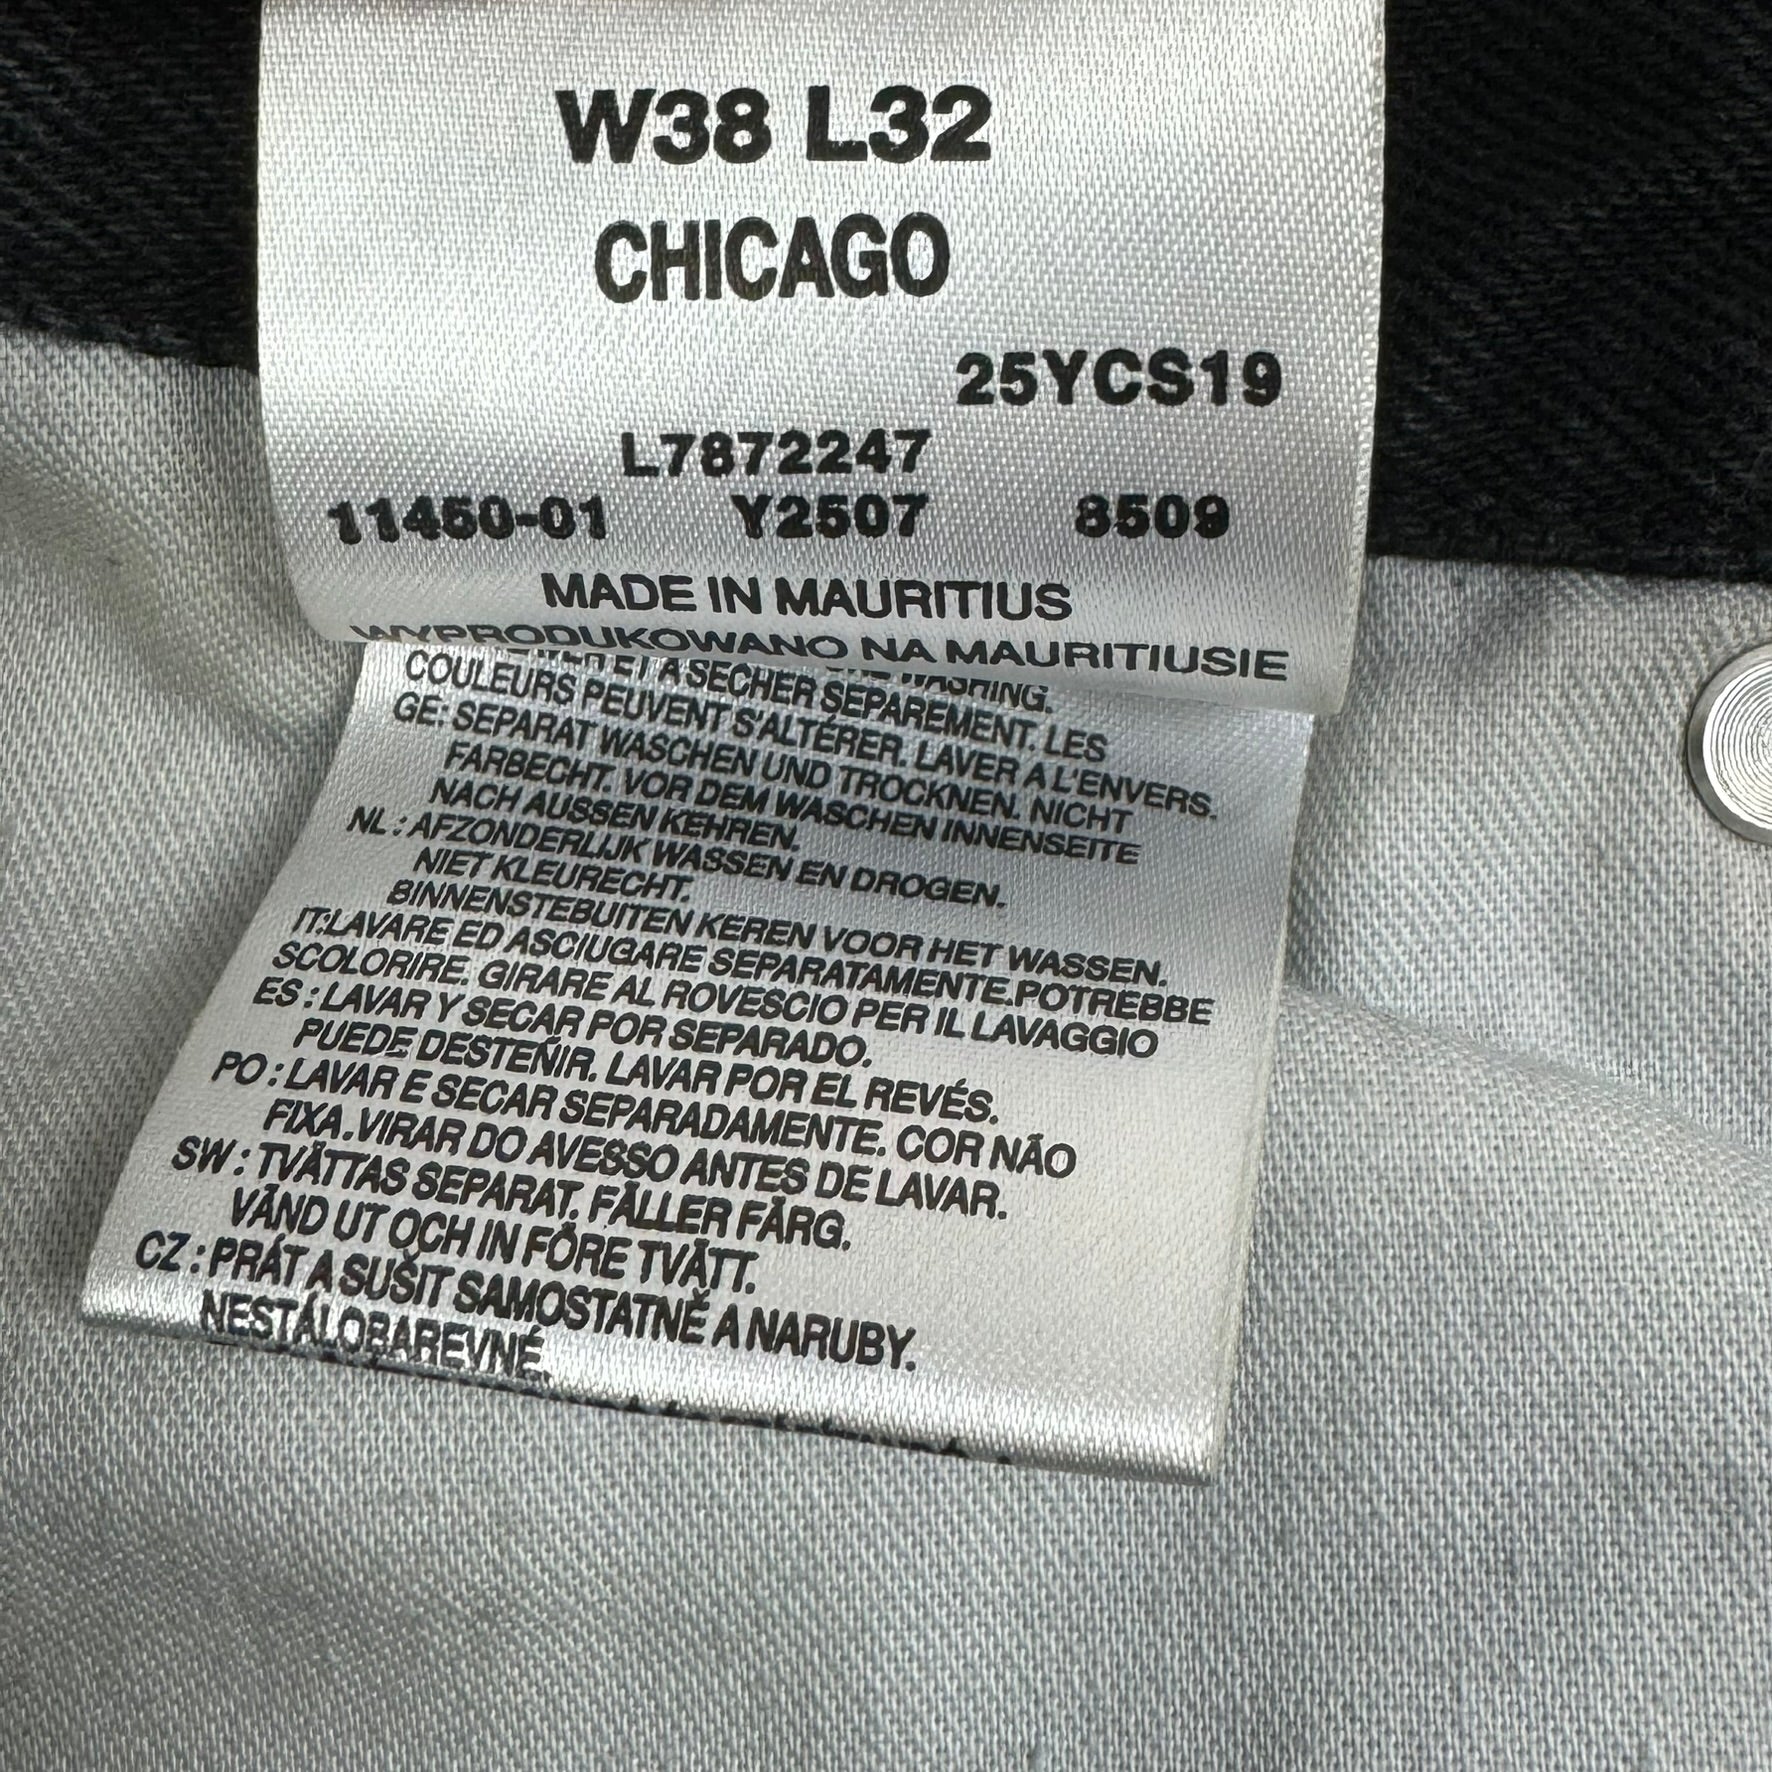 W38 L32
CHICAGO
25YCS19
L7872247
11450-01 Y2507 8509
MADE IN MAURITIUS
WYPRODUKOWANO NA MAURITIUSIE
WASHING.
ET A SECHER SEPAREMENT. LES
COULEURS PEUVENT S'ALTÉRER. LAVER A L'ENVERS.
GE: SEPARAT WASCHEN UND TROCKNEN. NICHT
FARBECHT. VOR DEM WASCHEN INNENSEITE
NACH AUSSEN KEHREN.
NL : AFZONDERLIJK WASSEN EN DROGEN.
NIET KLEURECHT.
BINNENSTEBUITEN KEREN VOOR HET WASSEN.
IT:LAVARE ED ASCIUGARE SEPARATAMENTE.POTREBBE
SCOLORIRE. GIRARE AL ROVESCIO PER IL LAVAGGIO
ES : LAVAR Y SECAR POR SEPARADO.
PUEDE DESTEÑIR. LAVAR POR EL REVÉS.
PO : LAVAR E SECAR SEPARADAMENTE. COR NÃO
FIXA.VIRAR DO AVESSO ANTES DE LAVAR.
SW : TVÄTTAS SEPARAT. FÄLLER FÄRG.
VÄND UT OCH IN FÖRE TVÄTT.
CZ : PRÁT A SUŠIT SAMOSTATNĚ A NARUBY.
NESTÁLOBAREVNÉ.